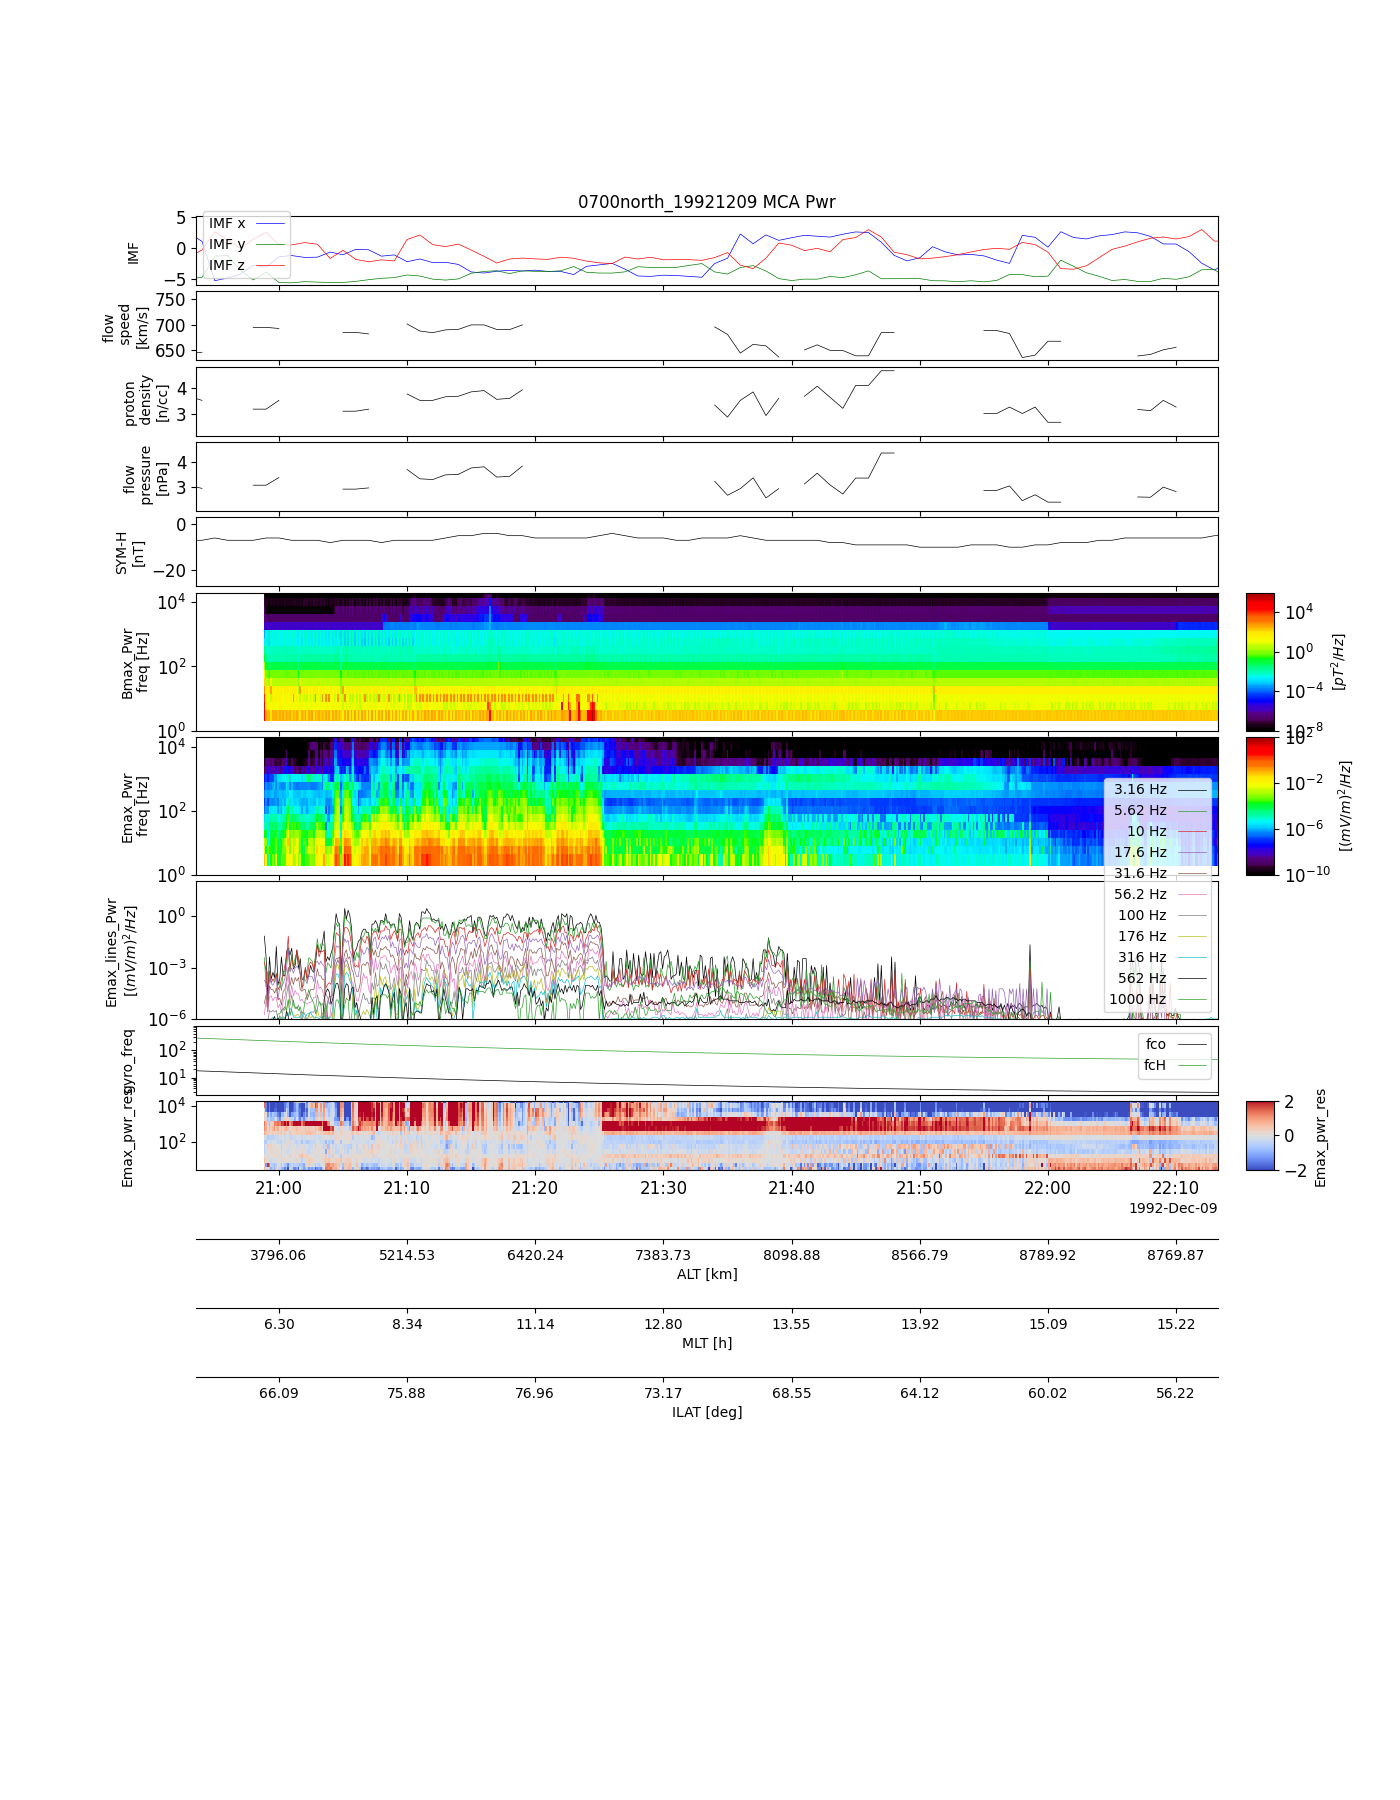 0700north_19921209 MCA Pwr
IMF
5
0
−5
IMF x
IMF y
IMF z
flow
speed
[km/s]
750
700
650
proton
density
[n/cc]
4
3
flow
pressure
[nPa]
4
3
SYM-H
[nT]
0
−20
Bmax_Pwr
freq [Hz]
10^4
10^2
10^0
10^4
10^0
10^−4
10^−8
[pT^2/Hz]
Emax_Pwr
freq [Hz]
10^4
10^2
10^0
10^2
10^−2
10^−6
10^−10
[(mV/m)^2/Hz]
Emax_lines_Pwr
[(mV/m)^2/Hz]
10^0
10^−3
10^−6
3.16 Hz
5.62 Hz
10 Hz
17.6 Hz
31.6 Hz
56.2 Hz
100 Hz
176 Hz
316 Hz
562 Hz
1000 Hz
gyro_freq
10^2
10^1
fco
fcH
Emax_pwr_res
10^4
10^2
2
0
−2
Emax_pwr_res
21:00 21:10 21:20 21:30 21:40 21:50 22:00 22:10
1992-Dec-09
3796.06 5214.53 6420.24 7383.73 8098.88 8566.79 8789.92 8769.87
ALT [km]
6.30 8.34 11.14 12.80 13.55 13.92 15.09 15.22
MLT [h]
66.09 75.88 76.96 73.17 68.55 64.12 60.02 56.22
ILAT [deg]